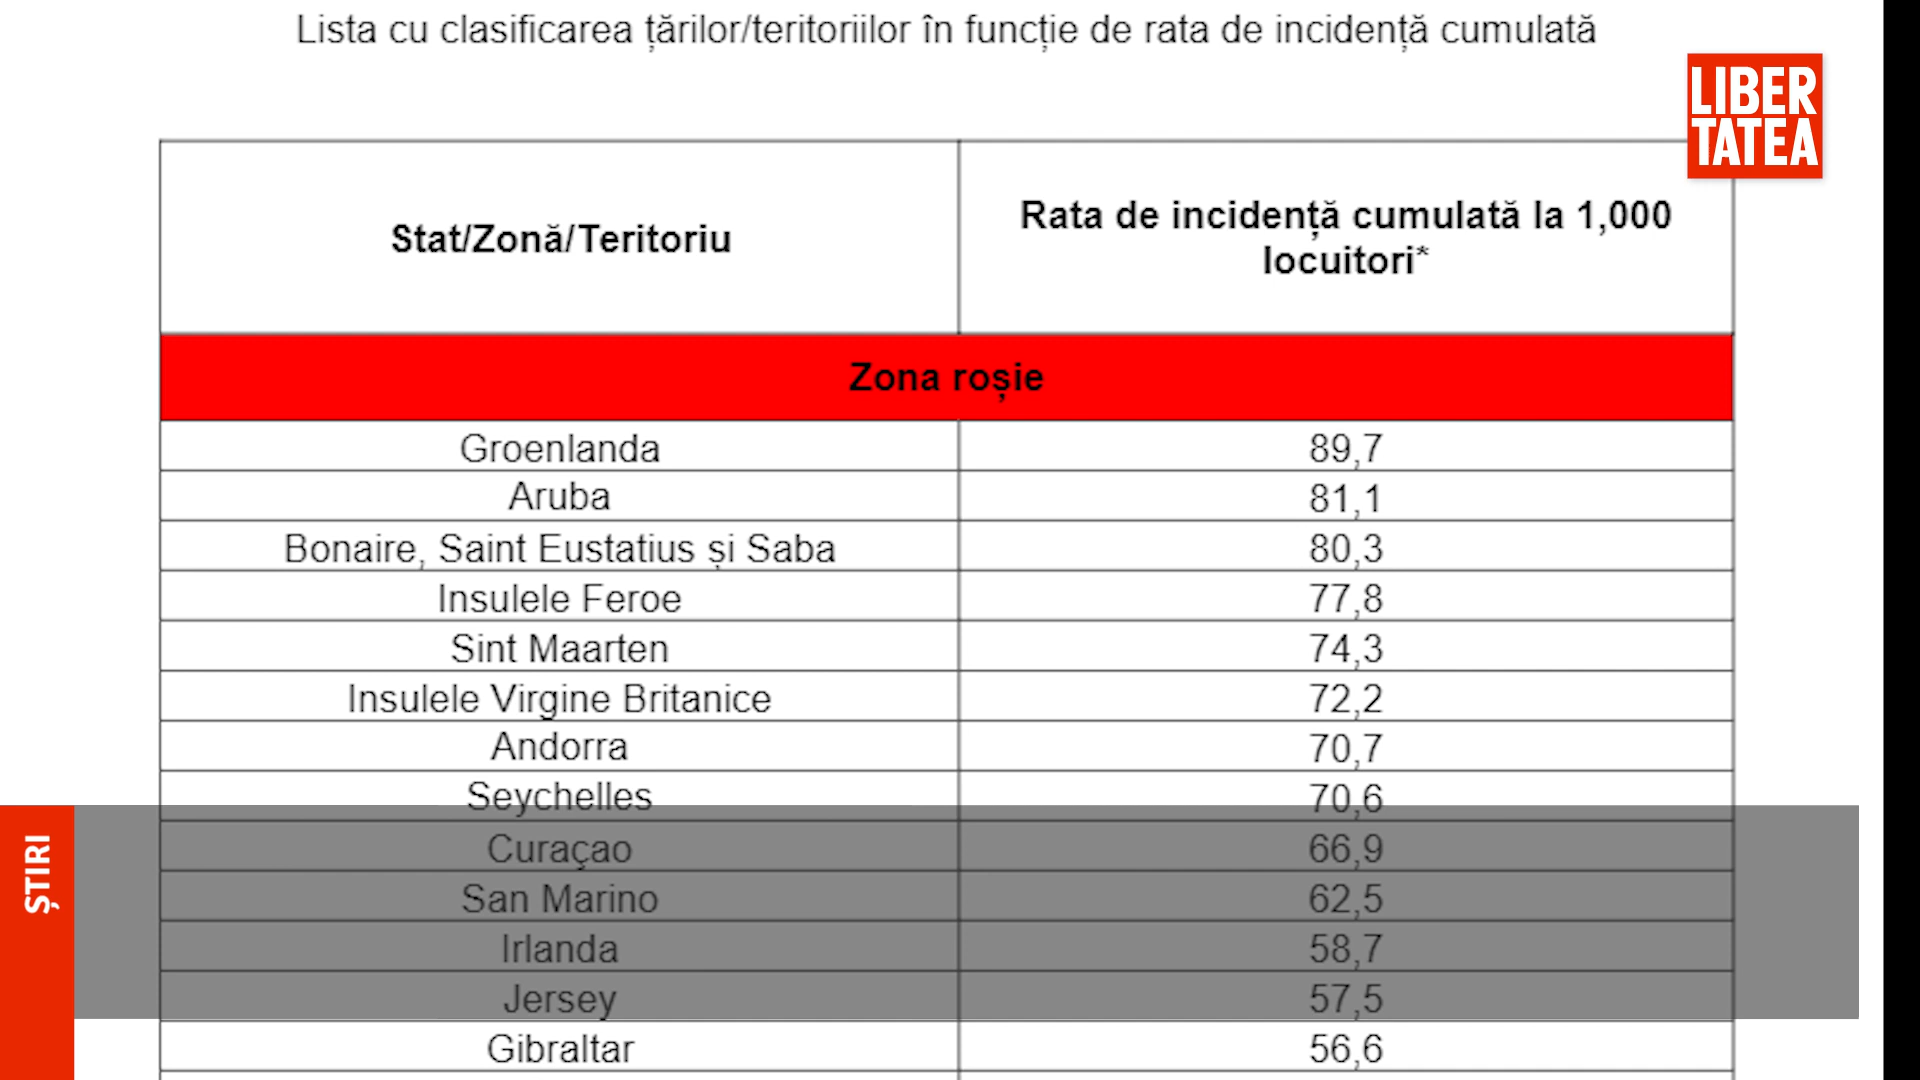 Lista cu clasificarea țărilor/teritoriilor în funcție de rata de incidență cumulată
LIBER
TATEA
Stat/Zonă/Teritoriu
Rata de incidență cumulată la 1,000
locuitori*
Zona roșie
Groenlanda 89,7
Aruba 81,1
Bonaire, Saint Eustatius și Saba 80,3
Insulele Feroe 77,8
Sint Maarten 74,3
Insulele Virgine Britanice 72,2
Andorra 70,7
Seychelles 70,6
Curaçao 66,9
San Marino 62,5
Irlanda 58,7
Jersey 57,5
Gibraltar 56,6
ȘTIRI